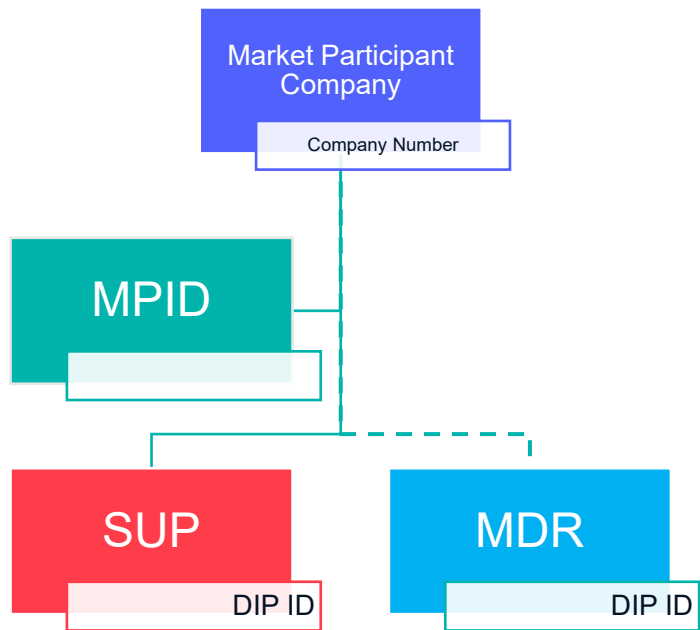 Market Participant
Company
Company Number
MPID
SUP
DIP ID
MDR
DIP ID